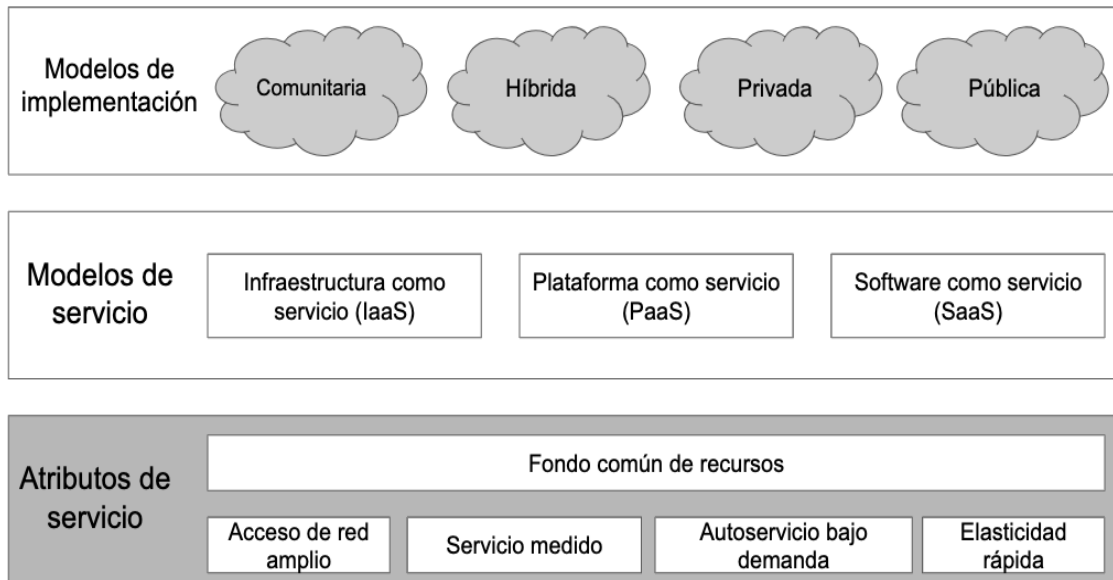 Modelos de
implementación
Comunitaria
Híbrida
Privada
Pública
Modelos de
servicio
Infraestructura como
servicio (IaaS)
Plataforma como servicio
(PaaS)
Software como servicio
(SaaS)
Atributos de
servicio
Fondo común de recursos
Acceso de red
amplio
Servicio medido
Autoservicio bajo
demanda
Elasticidad
rápida